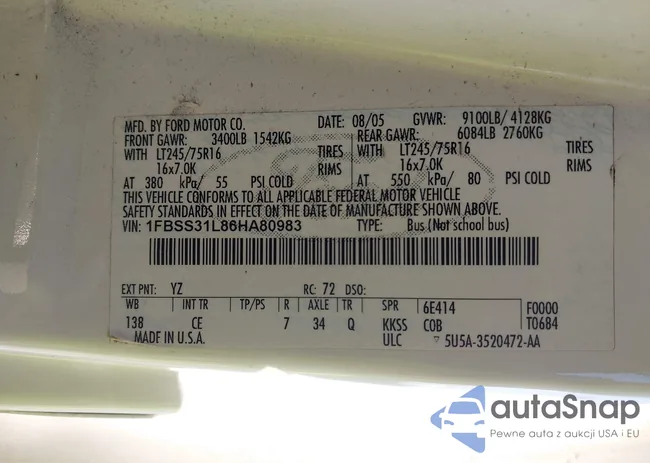 MFD. BY FORD MOTOR CO. DATE: 08/05 GVWR: 9100LB/ 4128KG
FRONT GAWR: 3400LB 1542KG REAR GAWR: 6084LB 2760KG
WITH LT245/75R16 TIRES WITH LT245/75R16 TIRES
16x7.0K RIMS 16x7.0K RIMS
AT 380 kPa/ 55 PSI COLD AT 550 kPa/ 80 PSI COLD
THIS VEHICLE CONFORMS TO ALL APPLICABLE FEDERAL MOTOR VEHICLE
SAFETY STANDARDS IN EFFECT ON THE DATE OF MANUFACTURE SHOWN ABOVE.
VIN: 1FBSS31L86HA80983 TYPE: Bus (Not school bus)
EXT PNT: YZ RC: 72 DSO:
WB INT TR TP/PS R AXLE TR SPR 6E414 F0000
138 CE 7 34 Q KKSS COB T0684
MADE IN U.S.A. ULC 5U5A-3520472-AA
autaSnap
Pewne auta z aukcji USA i EU